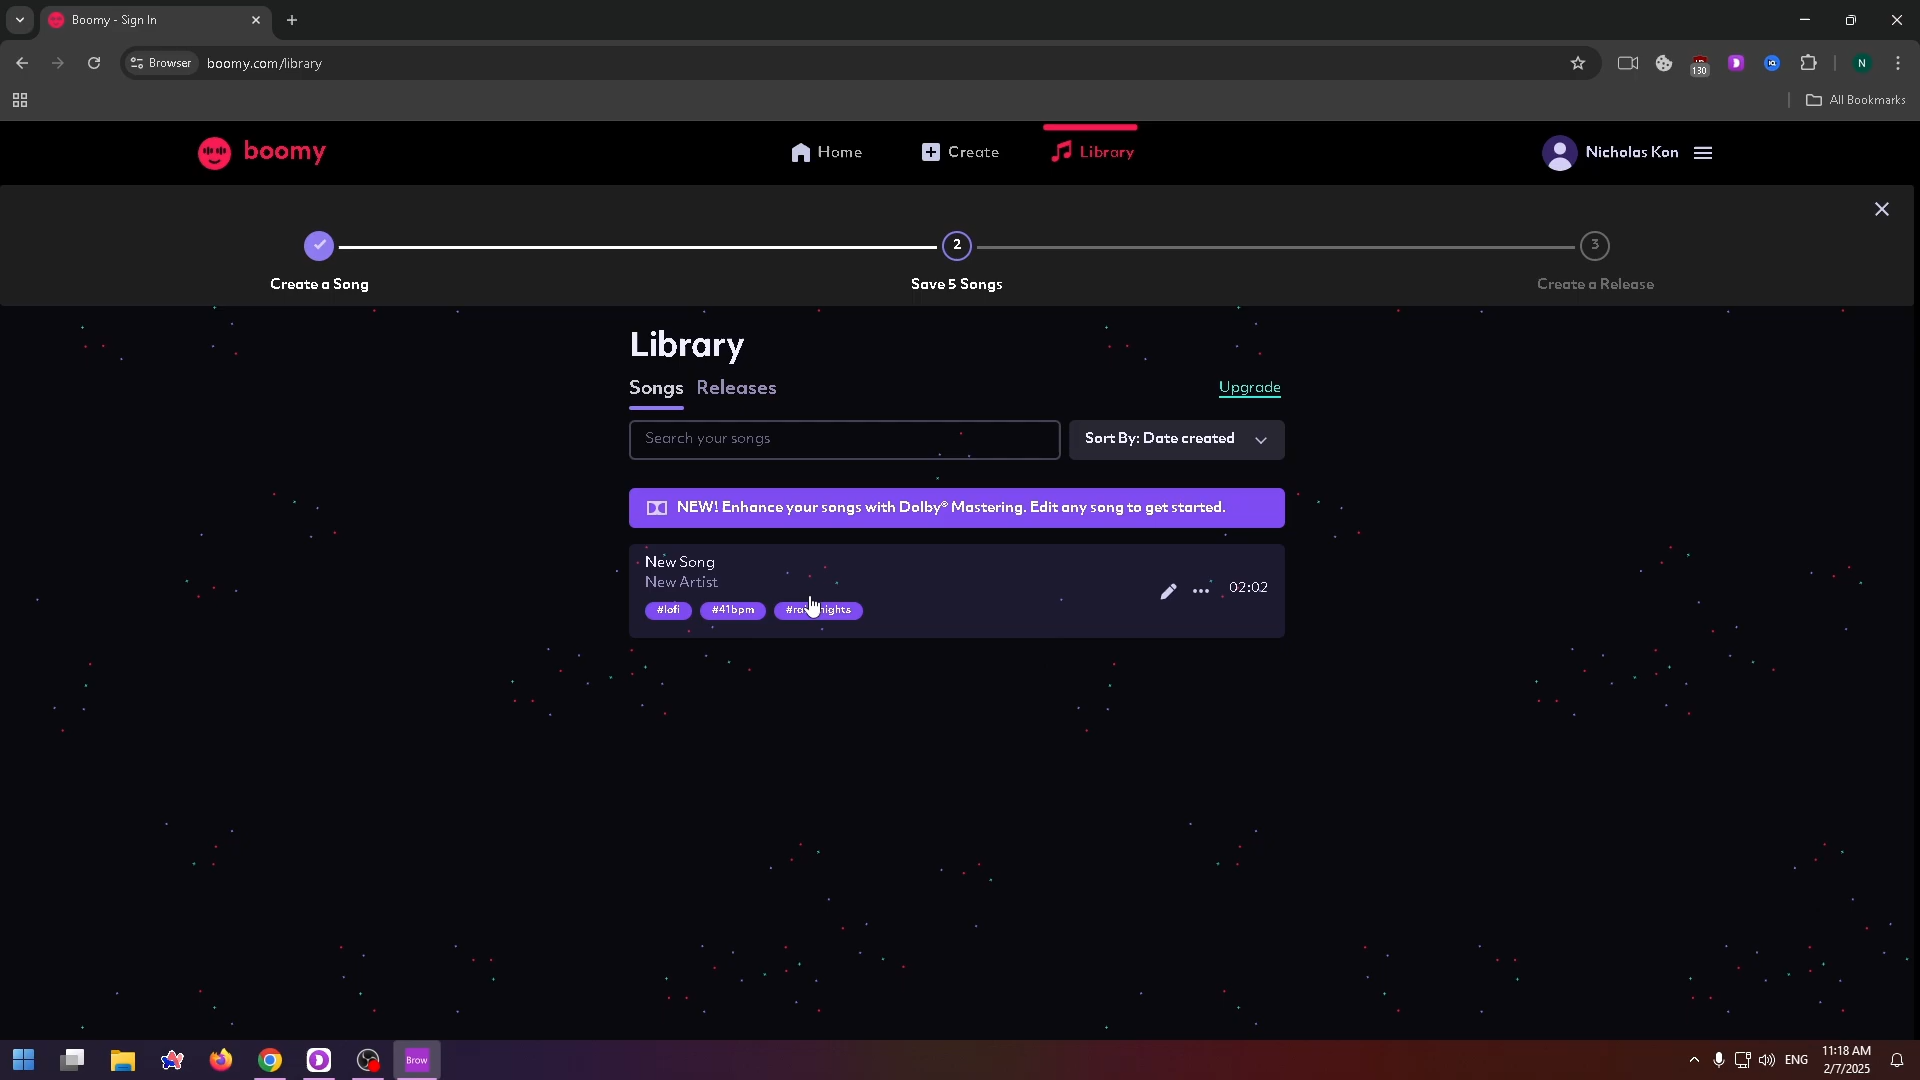 Boomy - Sign In
Browser
boomy.com/library
130
N
All Bookmarks
boomy
Home
Create
Library
Nicholas Kon
2
3
Create a Song
Save 5 Songs
Create a Release
Library
Songs
Releases
Upgrade
Search your songs
Sort By: Date created
NEW! Enhance your songs with Dolby® Mastering. Edit any song to get started.
New Song
New Artist
02:02
#lofi
#41bpm
Brow
ENG
11:18 AM
2/7/2025